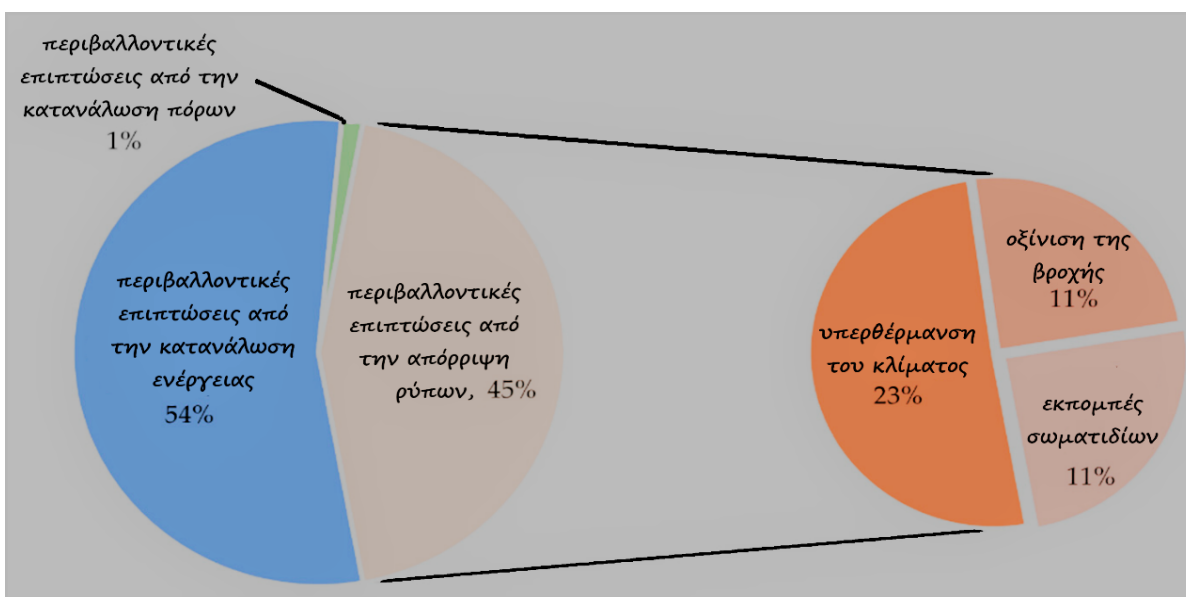 περιβαλλοντικές
επιπτώσεις από την
κατανάλωση πόρων
1%
περιβαλλοντικές
επιπτώσεις από
την κατανάλωση
ενέργειας
54%
περιβαλλοντικές
επιπτώσεις από
την απόρριψη
ρύπων, 45%
υπερθέρμανση
του κλίματος
23%
οξίνιση της
βροχής
11%
εκπομπές
σωματιδίων
11%